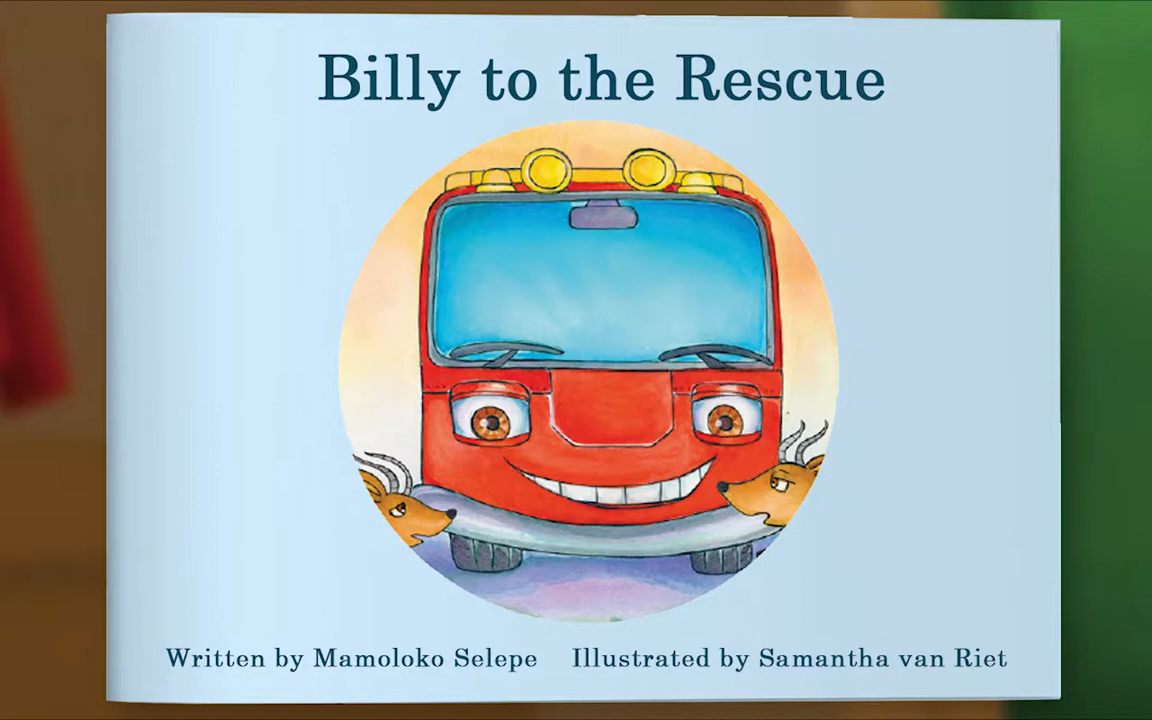 Billy to the Rescue
Written by Mamoloko Selepe Illustrated by Samantha van Riet